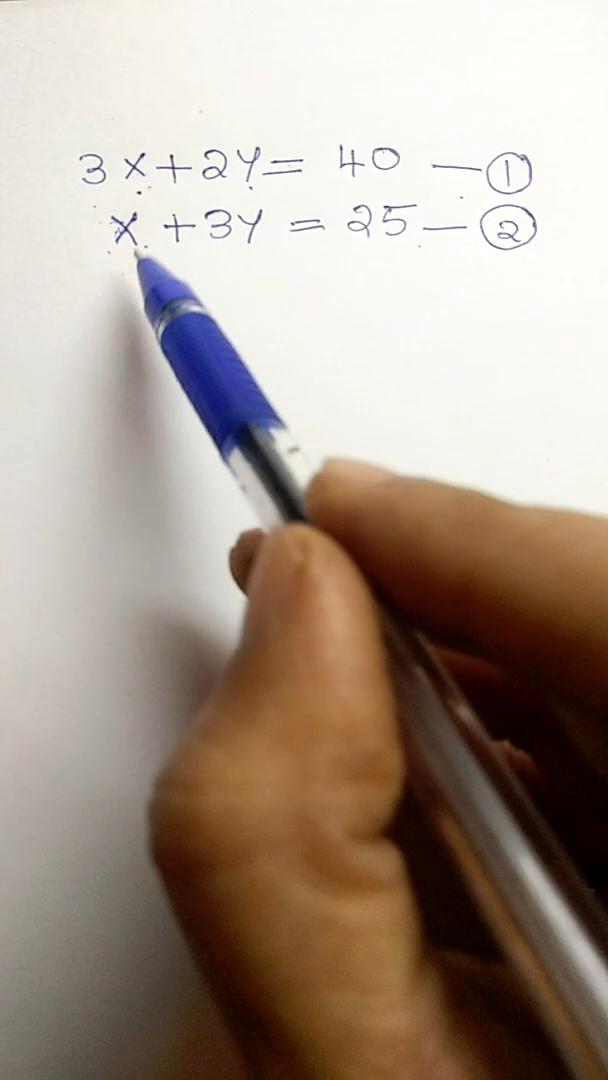 3x+2y= 40 —①
x +3y = 25—②